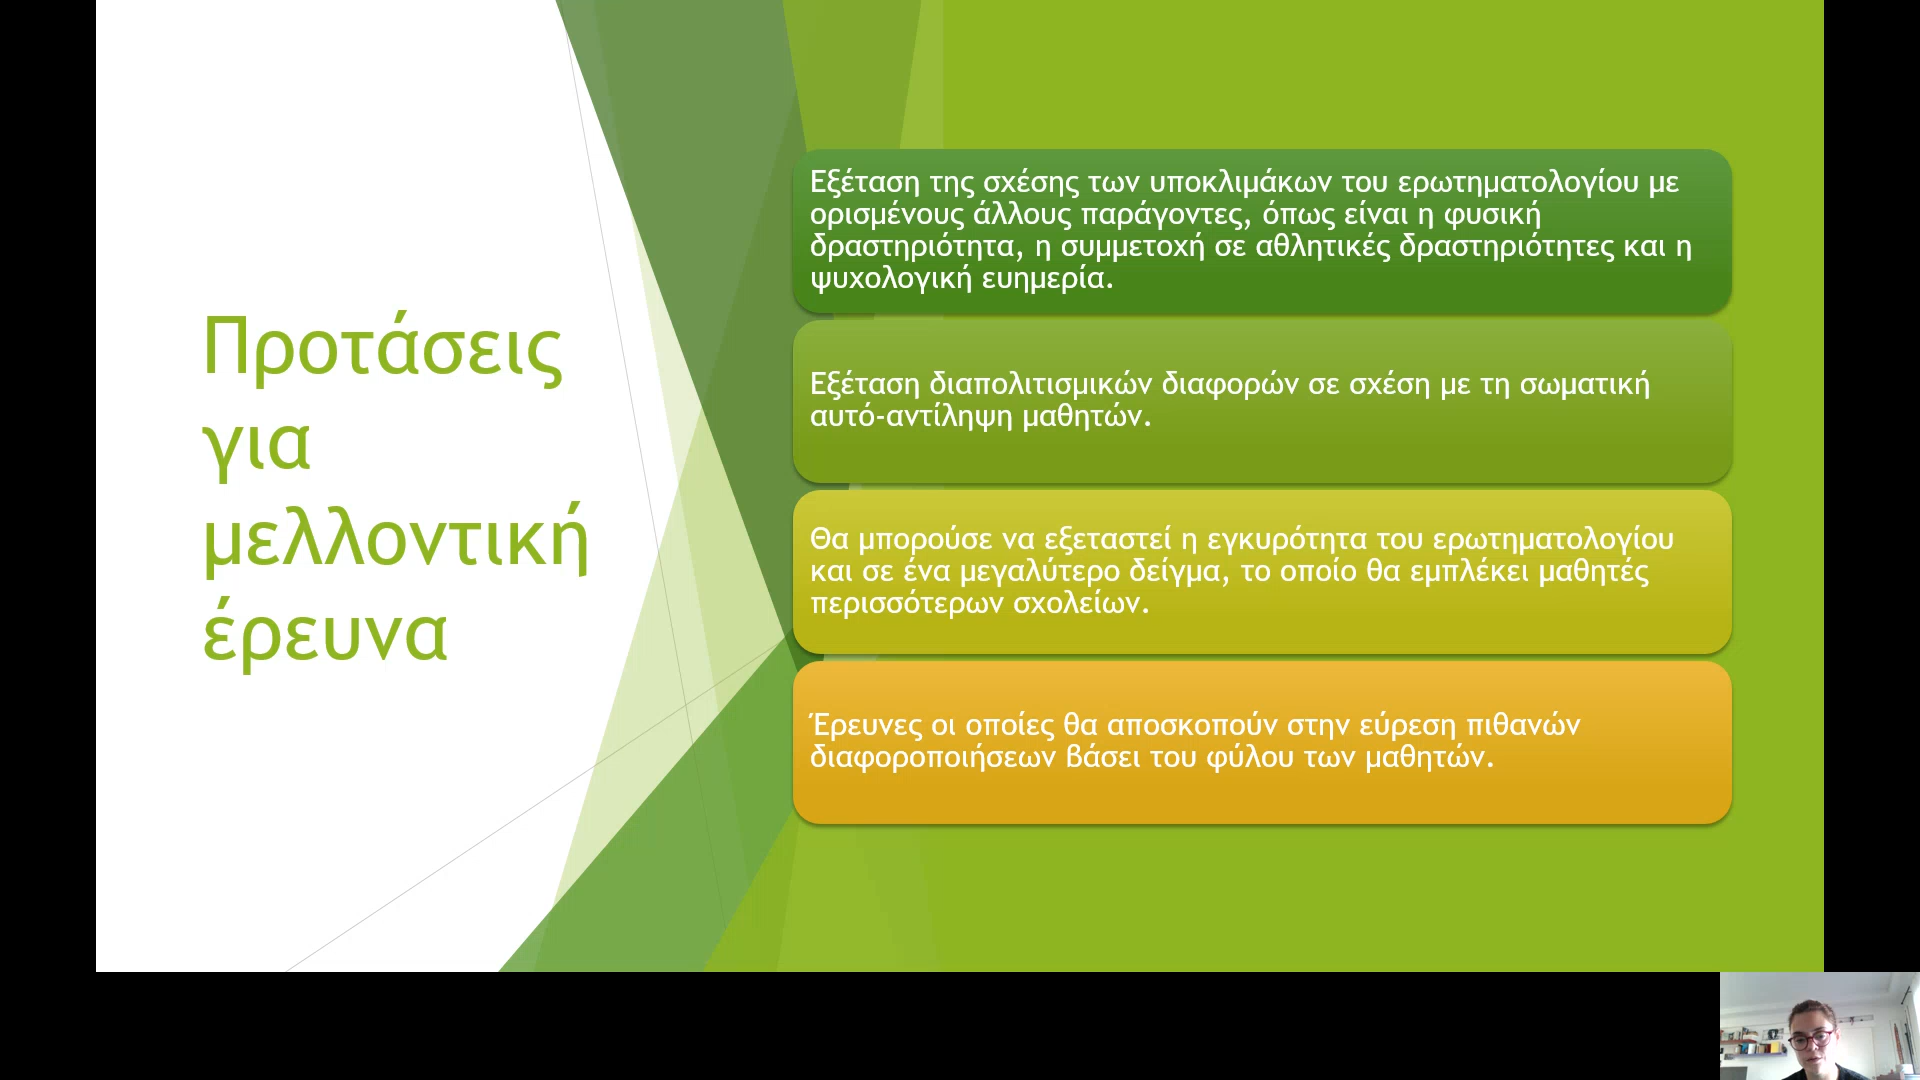 Προτάσεις
για
μελλοντική
έρευνα
Εξέταση της σχέσης των υποκλιμάκων του ερωτηματολογίου με
ορισμένους άλλους παράγοντες, όπως είναι η φυσική
δραστηριότητα, η συμμετοχή σε αθλητικές δραστηριότητες και η
ψυχολογική ευημερία.
Εξέταση διαπολιτισμικών διαφορών σε σχέση με τη σωματική
αυτό-αντίληψη μαθητών.
Θα μπορούσε να εξεταστεί η εγκυρότητα του ερωτηματολογίου
και σε ένα μεγαλύτερο δείγμα, το οποίο θα εμπλέκει μαθητές
περισσότερων σχολείων.
Έρευνες οι οποίες θα αποσκοπούν στην εύρεση πιθανών
διαφοροποιήσεων βάσει του φύλου των μαθητών.